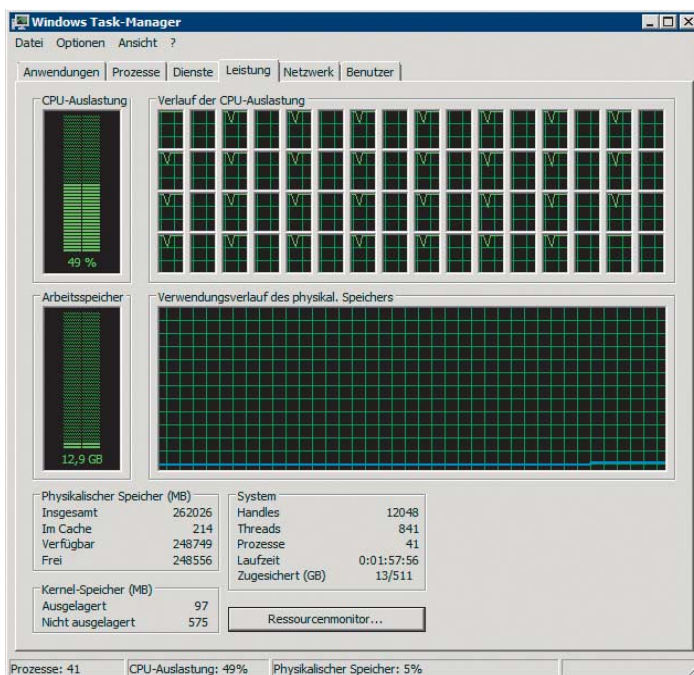 Windows Task-Manager
Datei Optionen Ansicht ?
Anwendungen Prozesse Dienste Leistung Netzwerk Benutzer
CPU-Auslastung
49 %
Verlauf der CPU-Auslastung
Arbeitsspeicher
12,9 GB
Verwendungsverlauf des physikal. Speichers
Physikalischer Speicher (MB)
Insgesamt 262026
Im Cache 214
Verfügbar 248749
Frei 248556
Kernel-Speicher (MB)
Ausgelagert 97
Nicht ausgelagert 575
System
Handles 12048
Threads 841
Prozesse 41
Laufzeit 0:01:57:56
Zugesichert (GB) 13/511
Ressourcenmonitor...
Prozesse: 41 CPU-Auslastung: 49% Physikalischer Speicher: 5%